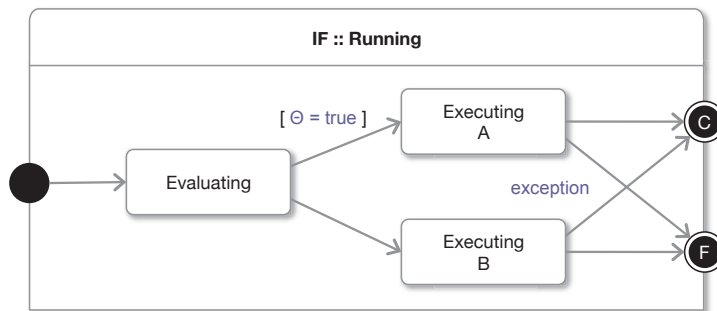 IF :: Running
[ Θ = true ]
Executing
A
C
Evaluating
exception
Executing
B
F